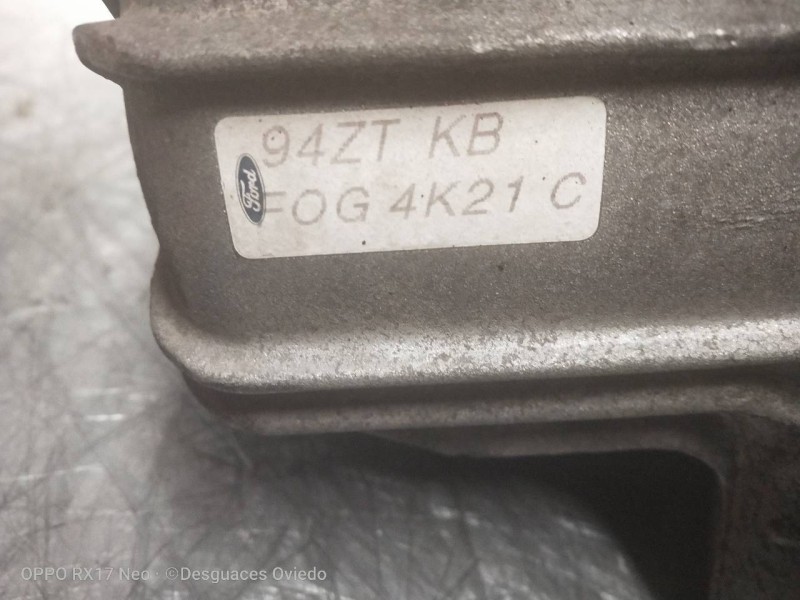 94ZT KB
Ford
FOG 4K21 C
OPPO RX17 Neo · ©Desguaces Oviedo